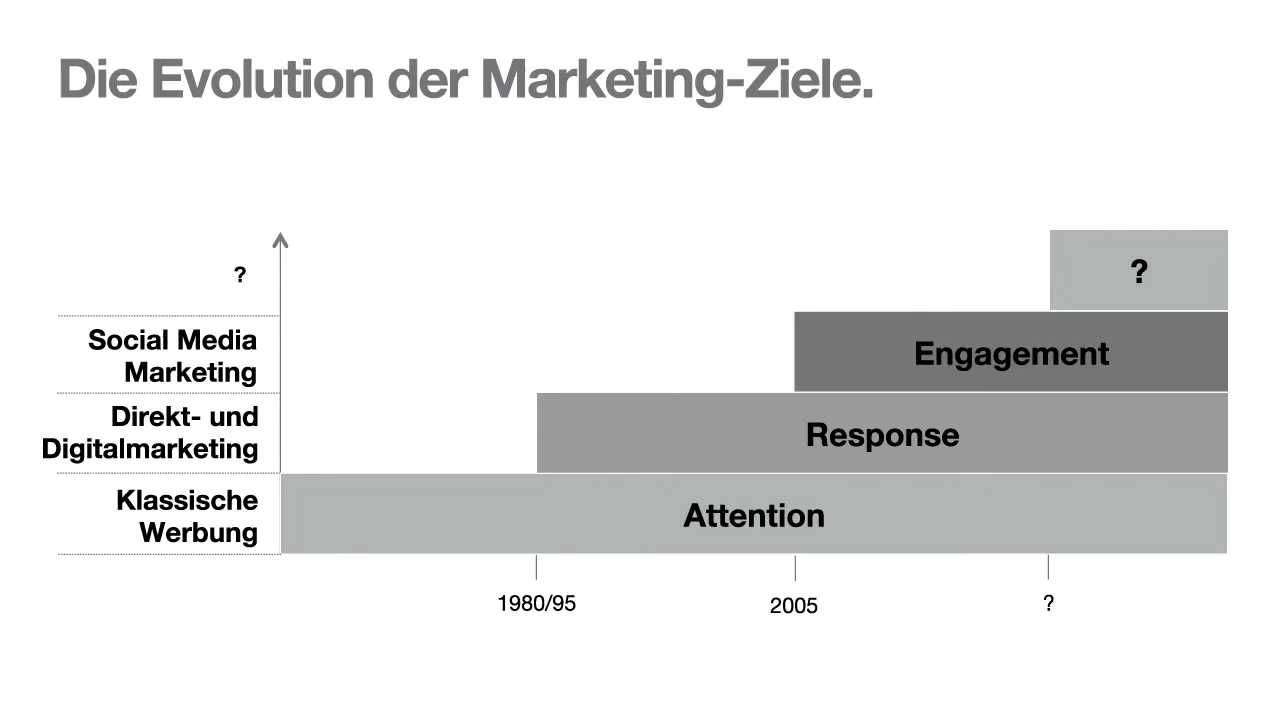 Die Evolution der Marketing-Ziele.
?
?
Social Media
Marketing
Engagement
Direkt- und
Digitalmarketing
Response
Klassische
Werbung
Attention
1980/95
2005
?